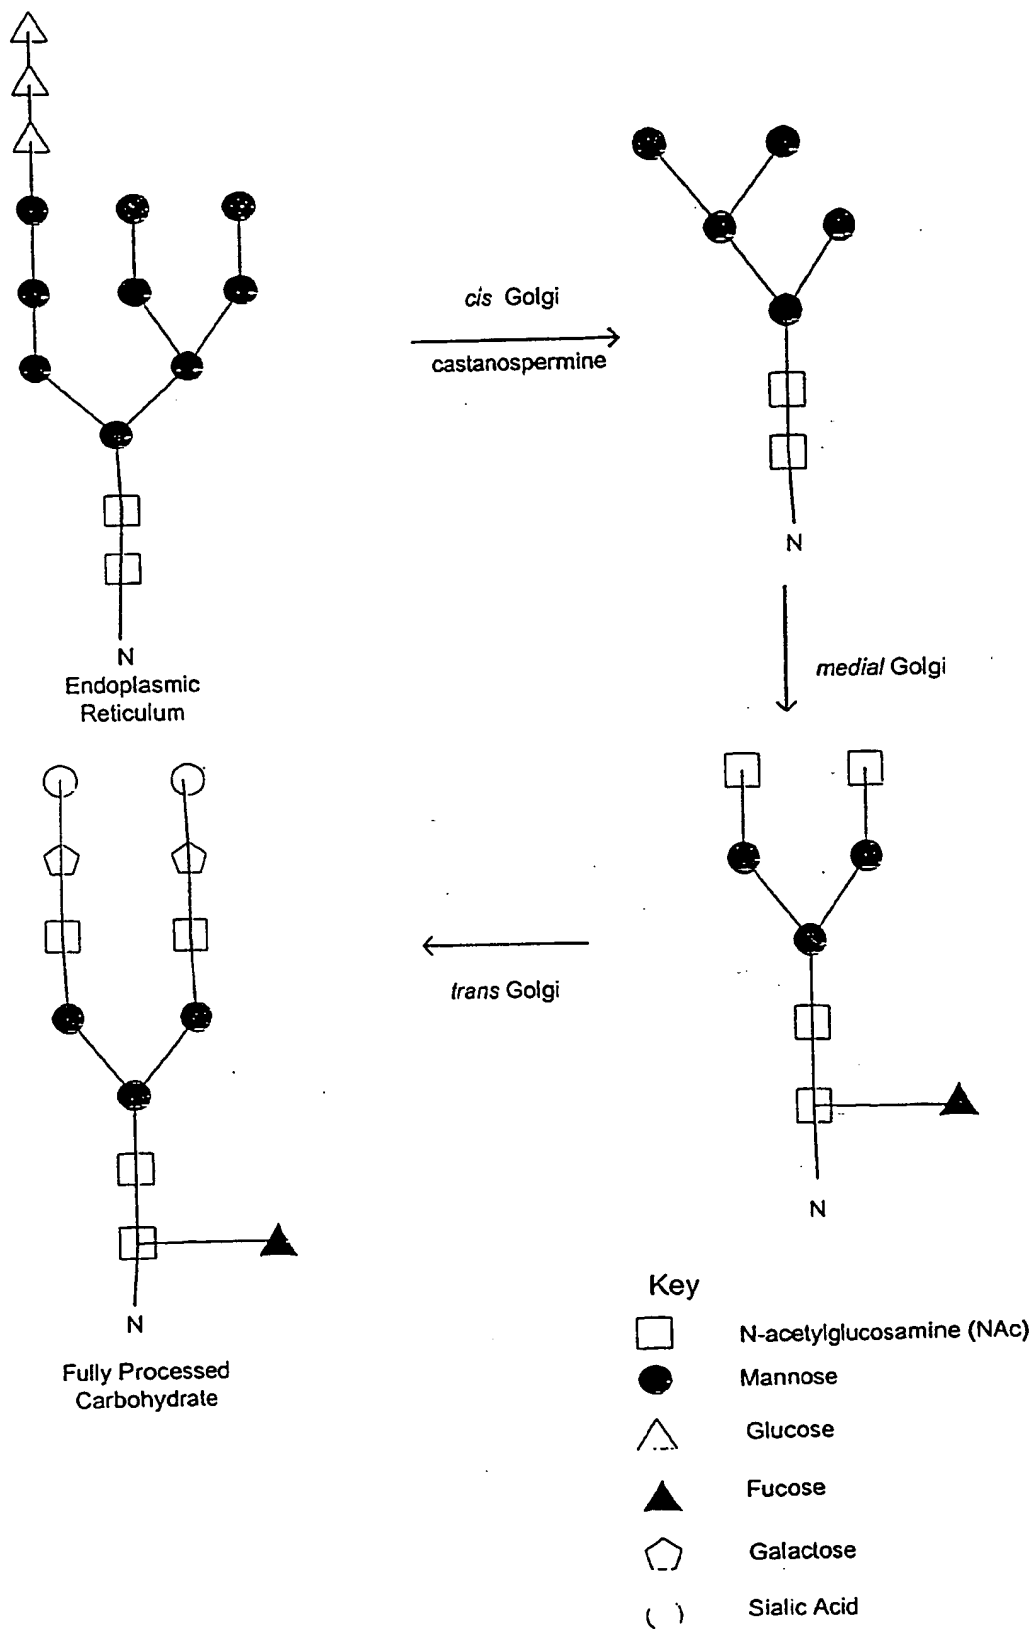 cis Golgi
castanospermine
N
Endoplasmic
Reticulum
N
medial Golgi
trans Golgi
N
N
Fully Processed
Carbohydrate
Key
N-acetylglucosamine (NAc)
Mannose
Glucose
Fucose
Galactose
Sialic Acid